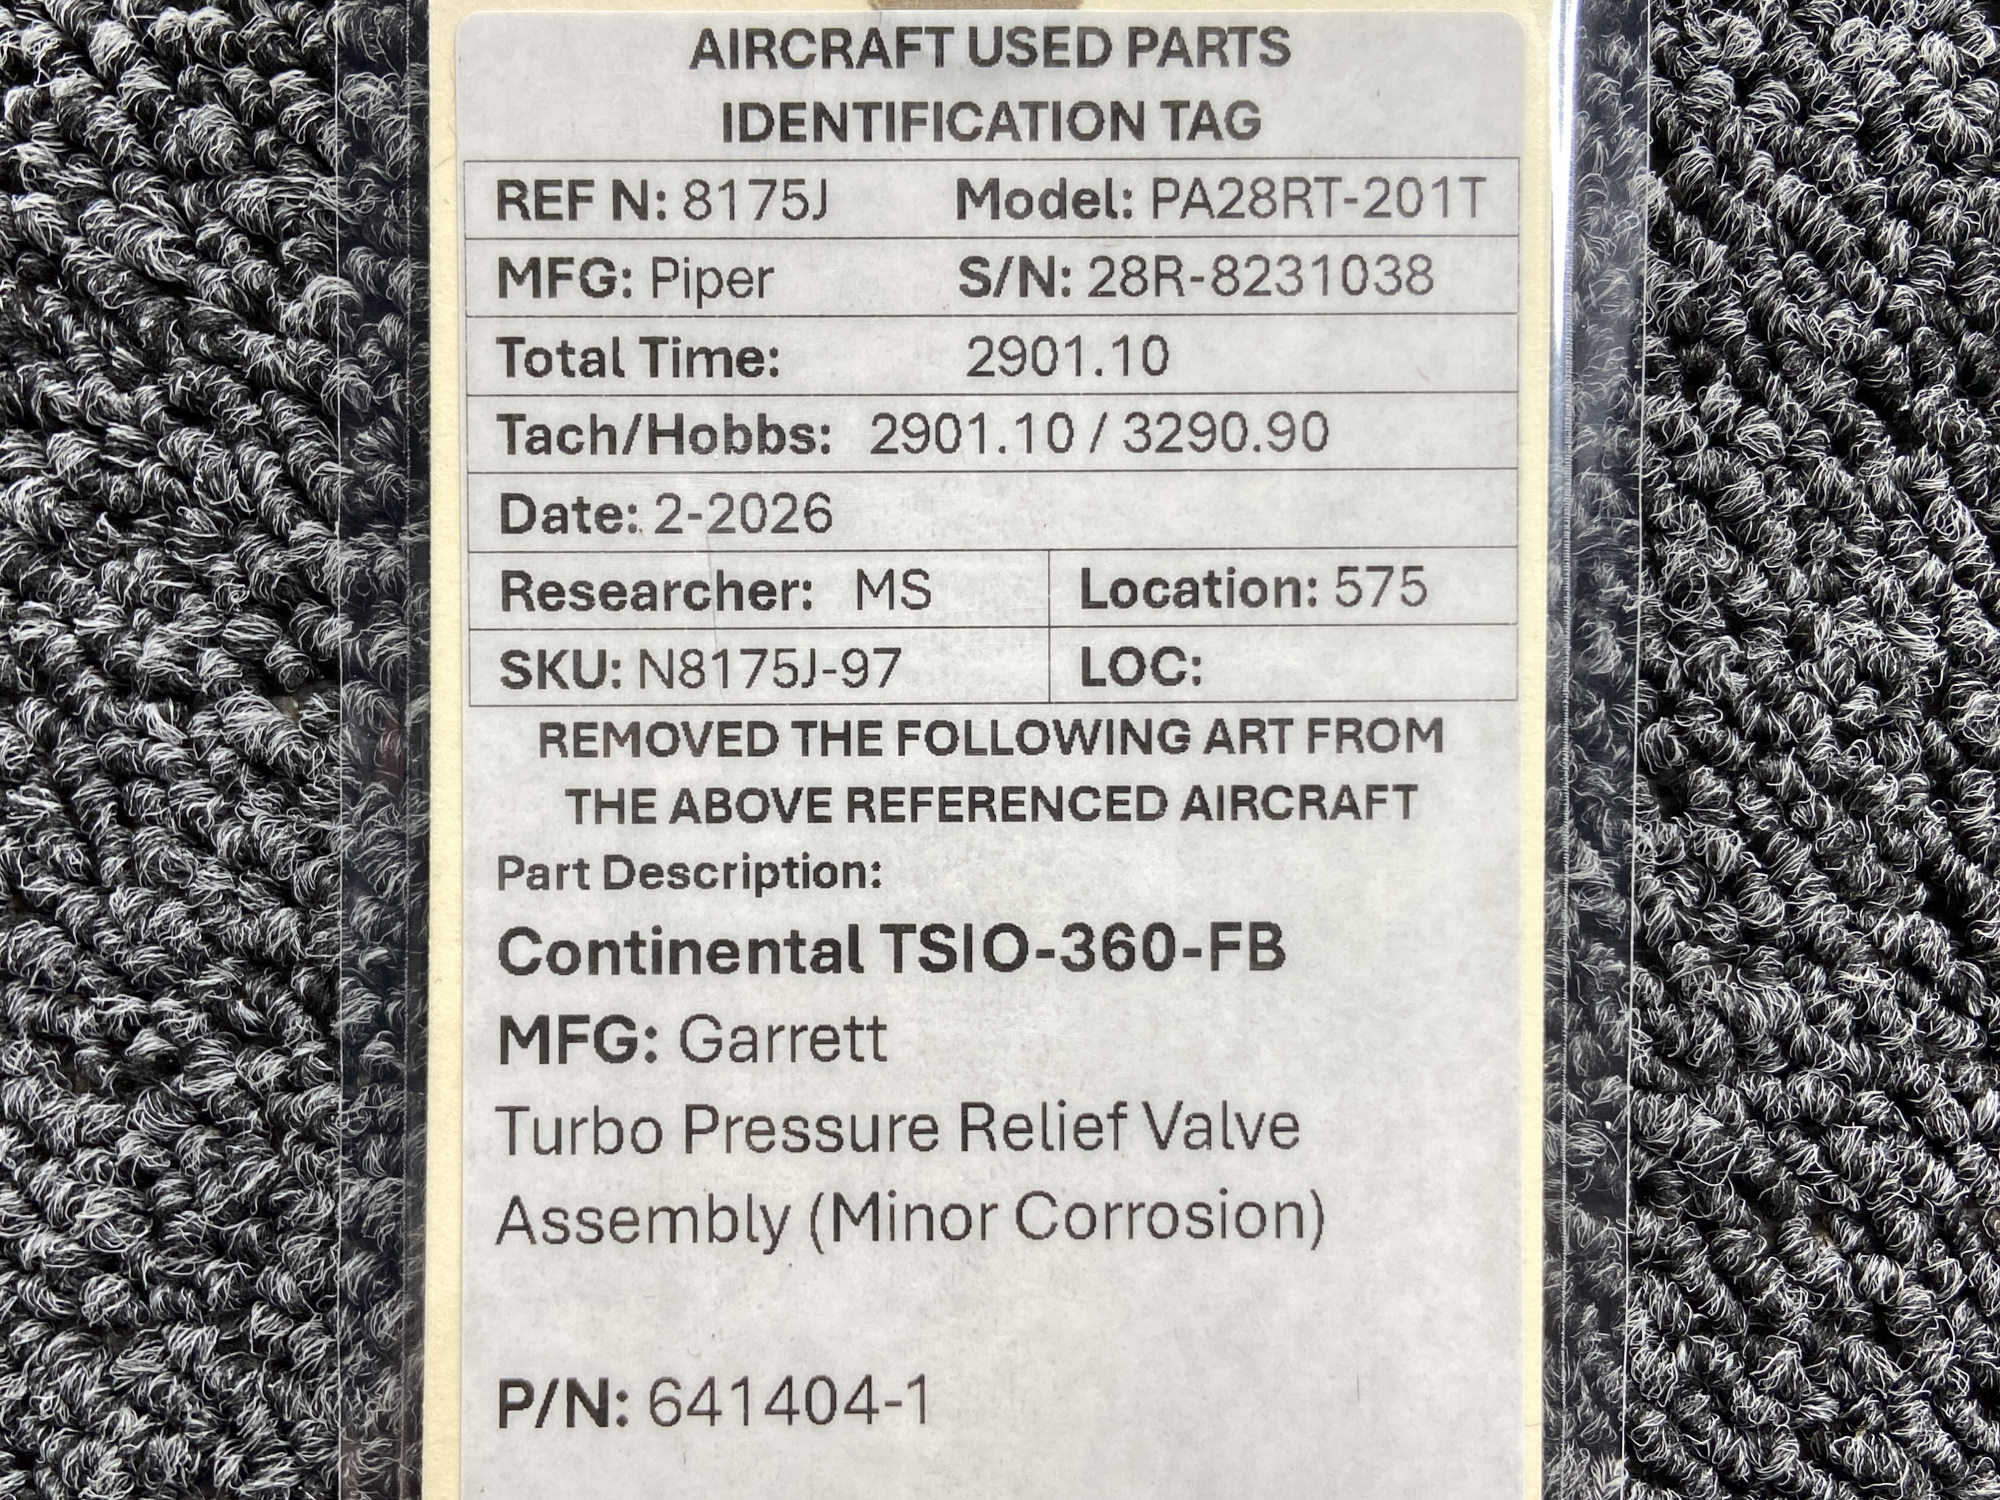 AIRCRAFT USED PARTS
IDENTIFICATION TAG
REF N: 8175J Model: PA28RT-201T
MFG: Piper S/N: 28R-8231038
Total Time: 2901.10
Tach/Hobbs: 2901.10 / 3290.90
Date: 2-2026
Researcher: MS Location: 575
SKU: N8175J-97 LOC:
REMOVED THE FOLLOWING ART FROM
THE ABOVE REFERENCED AIRCRAFT
Part Description:
Continental TSIO-360-FB
MFG: Garrett
Turbo Pressure Relief Valve
Assembly (Minor Corrosion)
P/N: 641404-1